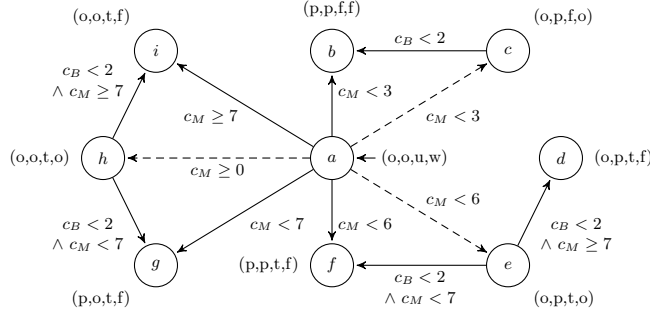 (o,o,t,f)
(p,p,f,f)
(o,p,f,o)
i
b
c
c_B < 2
c_B < 2
∧ c_M ≥ 7
c_M ≥ 7
c_M < 3
c_M < 3
(o,o,t,o)
h
c_M ≥ 0
a
(o,o,u,w)
d
(o,p,t,f)
c_B < 2
∧ c_M < 7
c_M < 7
c_M < 6
c_M < 6
c_B < 2
∧ c_M ≥ 7
g
(p,p,t,f)
f
c_B < 2
∧ c_M < 7
e
(p,o,t,f)
(o,p,t,o)